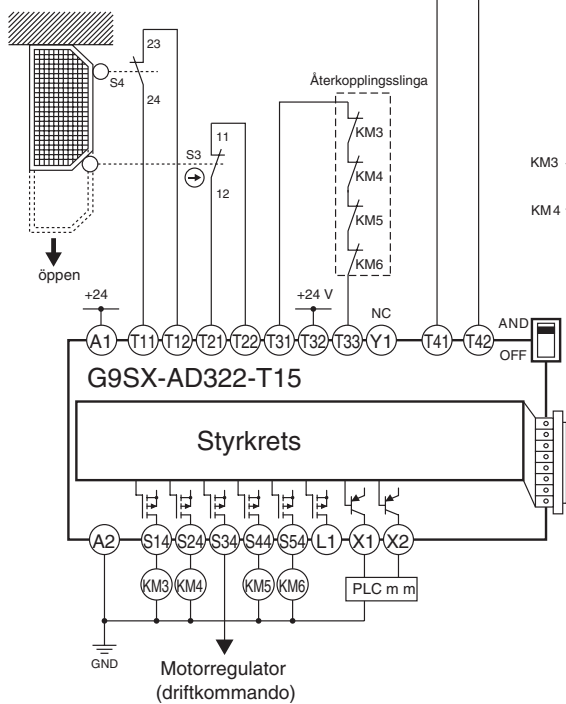 23
S4
24
Återkopplingsslinga
11
S3
12
KM3
KM4
KM5
KM6
KM3
KM4
öppen
+24
+24 V
NC
AND
OFF
A1 T11 T12 T21 T22 T31 T32 T33 Y1 T41 T42
G9SX-AD322-T15
Styrkrets
A2 S14 S24 S34 S44 S54 L1 X1 X2
KM3 KM4 KM5 KM6
PLC m m
GND
Motorregulator
(driftkommando)